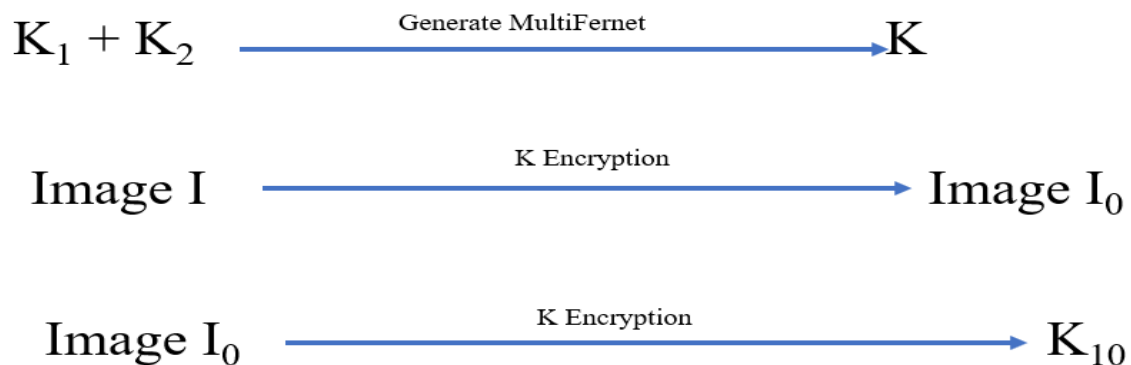 Generate MultiFernet
K₁ + K₂ K
K Encryption
Image I Image I₀
K Encryption
Image I₀ K₁₀